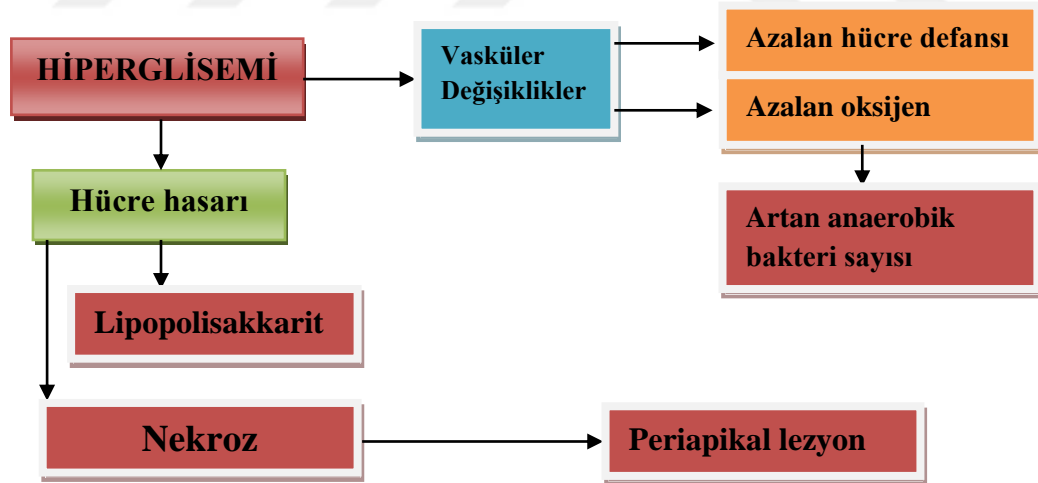 HİPERGLİSEMİ
Vasküler
Değişiklikler
Azalan hücre defansı
Azalan oksijen
Hücre hasarı
Artan anaerobik
bakteri sayısı
Lipopolisakkarit
Nekroz
Periapikal lezyon